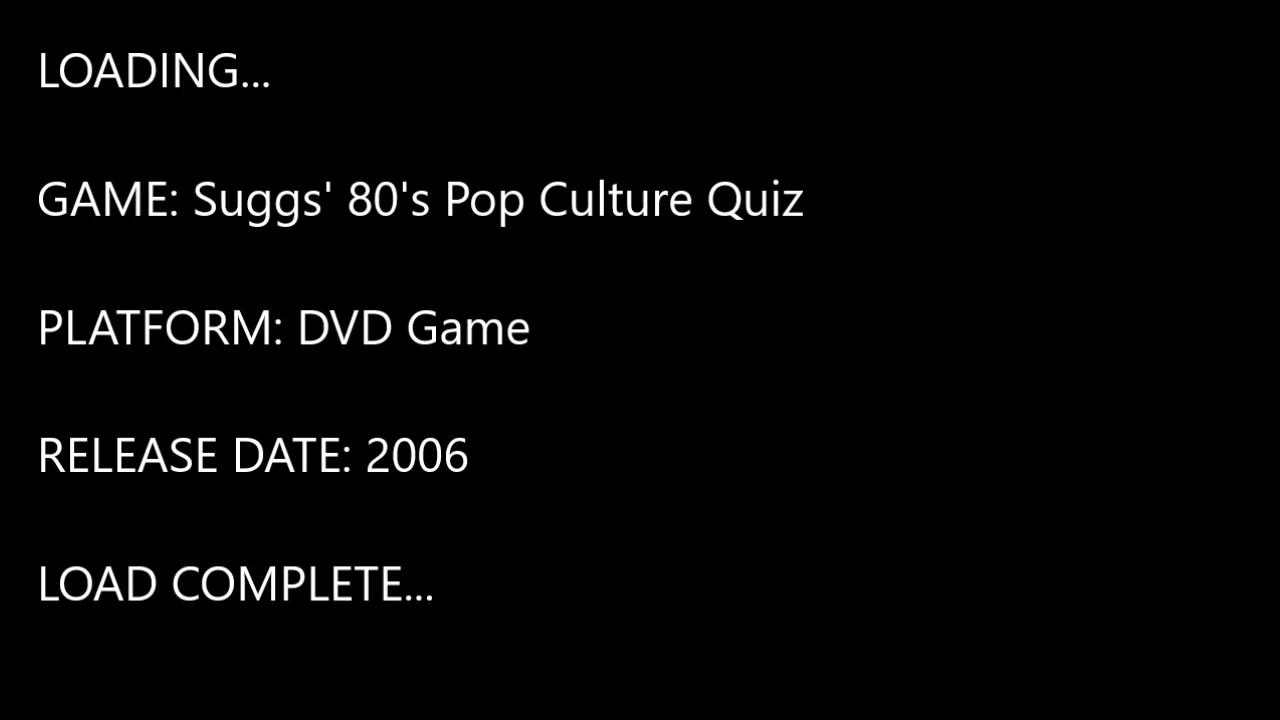 LOADING...
GAME: Suggs' 80's Pop Culture Quiz
PLATFORM: DVD Game
RELEASE DATE: 2006
LOAD COMPLETE...